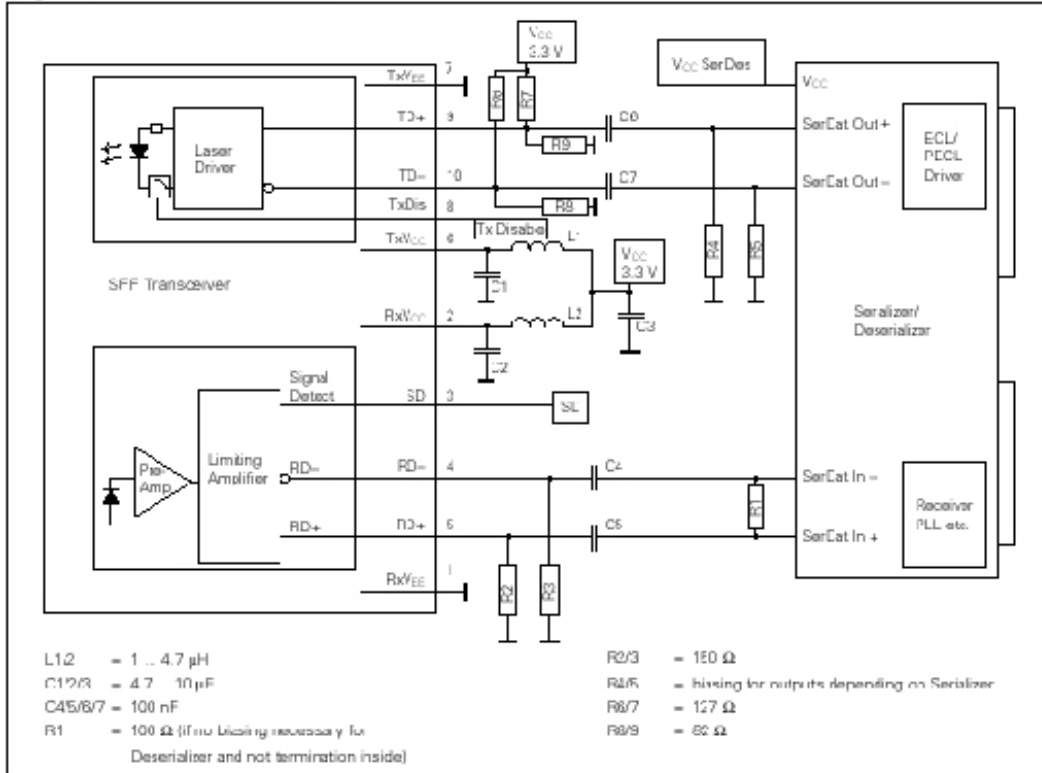 VCC
3.3 V
VCC SerDes
TxVEE 7
VCC
R6
R7
TD+ 9
C6
SerDat Out+
ECL/
PECL
Driver
Laser
Driver
R9
TD− 10
C7
SerDat Out−
R8
TxDis 8
Tx Disable
L1
TxVCC 6
R4
R5
VCC
3.3 V
C1
SFF Transceiver
RxVCC 2
L2
C3
Serializer/
Deserializer
C2
Signal
Detect
SD 3
Limiting
Amplifier
Pre-
Amp
RD−
RD− 4
C4
SerDat In −
R1
Receiver
PLL etc.
RD+
RD+ 5
C5
SerDat In +
RxVEE 1
R2
R3
L1/2 = 1 ... 4.7 µH
C1/2/3 = 4.7 ... 10 µF
C4/5/6/7 = 100 nF
R1 = 100 Ω (if no biasing necessary for
Deserializer and not termination inside)
R2/3 = 150 Ω
R4/5 = biasing for outputs depending on Serializer
R6/7 = 127 Ω
R8/9 = 82 Ω